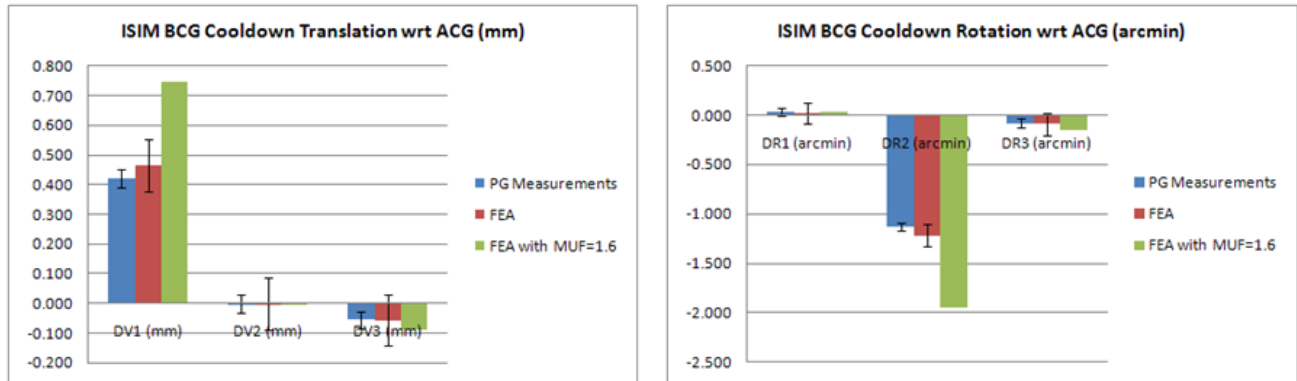 ISIM BCG Cooldown Translation wrt ACG (mm)
0.800
0.700
0.600
0.500
0.400
0.300
0.200
0.100
0.000
-0.100
-0.200
DV1 (mm)
DV2 (mm)
DV3 (mm)
PG Measurements
FEA
FEA with MUF=1.6
ISIM BCG Cooldown Rotation wrt ACG (arcmin)
0.500
0.000
-0.500
-1.000
-1.500
-2.000
-2.500
DR1 (arcmin)
DR2 (arcmin)
DR3 (arcmin)
PG Measurements
FEA
FEA with MUF=1.6